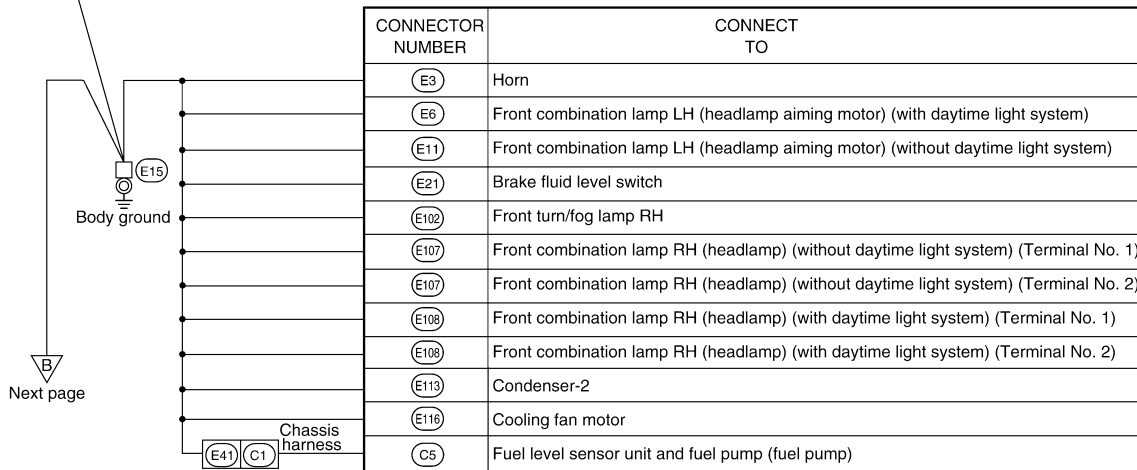 CONNECTOR NUMBER CONNECT TO
E3 Horn
E6 Front combination lamp LH (headlamp aiming motor) (with daytime light system)
E11 Front combination lamp LH (headlamp aiming motor) (without daytime light system)
E15
E21 Brake fluid level switch
Body ground
E102 Front turn/fog lamp RH
E107 Front combination lamp RH (headlamp) (without daytime light system) (Terminal No. 1)
E107 Front combination lamp RH (headlamp) (without daytime light system) (Terminal No. 2)
E108 Front combination lamp RH (headlamp) (with daytime light system) (Terminal No. 1)
E108 Front combination lamp RH (headlamp) (with daytime light system) (Terminal No. 2)
B
Next page
E113 Condenser-2
E116 Cooling fan motor
Chassis harness
E41 C1
C5 Fuel level sensor unit and fuel pump (fuel pump)